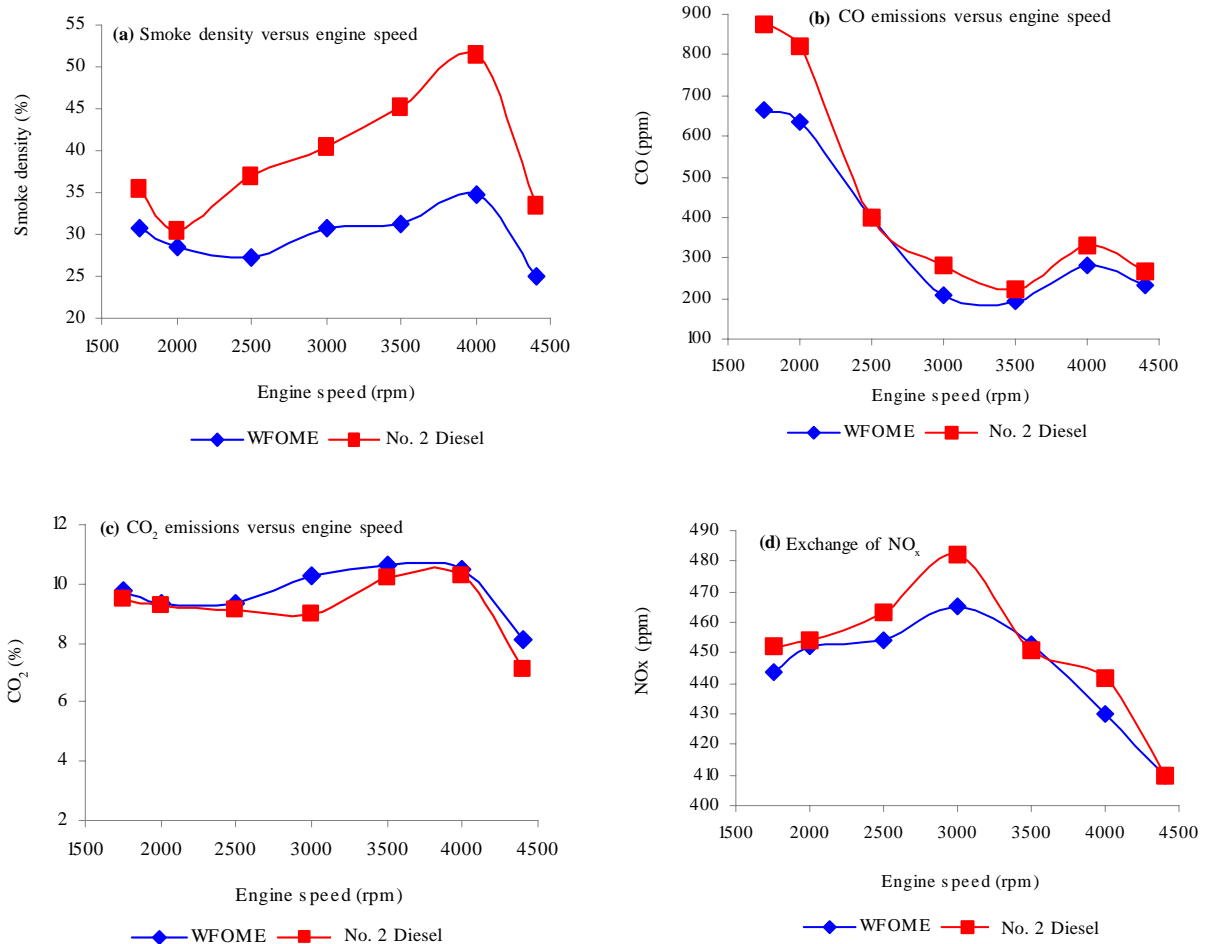 (a) Smoke density versus engine speed
Smoke density (%)
55
50
45
40
35
30
25
20
1500 2000 2500 3000 3500 4000 4500
Engine speed (rpm)
WFOME No. 2 Diesel
(b) CO emissions versus engine speed
CO (ppm)
900
800
700
600
500
400
300
200
100
1500 2000 2500 3000 3500 4000 4500
Engine speed (rpm)
WFOME No. 2 Diesel
(c) CO₂ emissions versus engine speed
CO₂ (%)
12
10
8
6
4
2
1500 2000 2500 3000 3500 4000 4500
Engine speed (rpm)
WFOME No. 2 Diesel
(d) Exchange of NOₓ
NOx (ppm)
490
480
470
460
450
440
430
420
410
400
1500 2000 2500 3000 3500 4000 4500
Engine speed (rpm)
WFOME No. 2 Diesel